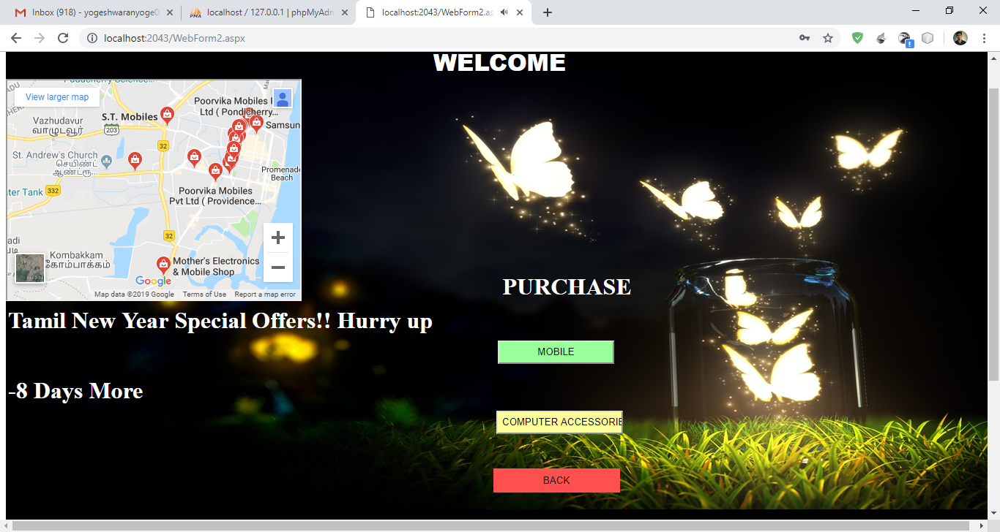 Inbox (918) - yogeshwaranyoge0
localhost / 127.0.0.1 | phpMyAdm
localhost:2043/WebForm2.as
localhost:2043/WebForm2.aspx
WELCOME
View larger map
Vazhudavur
வாழுடவூர்
203
S.T. Mobiles
Poorvika Mobiles
Ltd ( Pondicherry...
Samsun
32
St. Andrew's Church
செயிண்ட்
ஆண்ட்ரூ...
Promenade
Beach
ter Tank
332
Poorvika Mobiles
Pvt Ltd ( Providence...
32
adi
Kombakkam
கோம்பாக்கம்
Mother's Electronics
& Mobile Shop
Google
Map data ©2019 Google
Terms of Use
Report a map error
PURCHASE
Tamil New Year Special Offers!! Hurry up
MOBILE
-8 Days More
COMPUTER ACCESSORIE
BACK